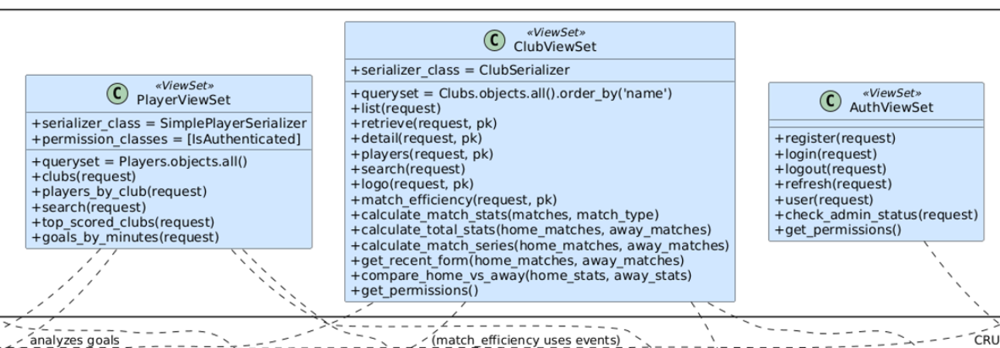 «ViewSet»
C PlayerViewSet
+serializer_class = SimplePlayerSerializer
+permission_classes = [IsAuthenticated]
+queryset = Players.objects.all()
+clubs(request)
+players_by_club(request)
+search(request)
+top_scored_clubs(request)
+goals_by_minutes(request)
«ViewSet»
C ClubViewSet
+serializer_class = ClubSerializer
+queryset = Clubs.objects.all().order_by('name')
+list(request)
+retrieve(request, pk)
+detail(request, pk)
+players(request, pk)
+search(request)
+logo(request, pk)
+match_efficiency(request, pk)
+calculate_match_stats(matches, match_type)
+calculate_total_stats(home_matches, away_matches)
+calculate_match_series(home_matches, away_matches)
+get_recent_form(home_matches, away_matches)
+compare_home_vs_away(home_stats, away_stats)
+get_permissions()
«ViewSet»
C AuthViewSet
+register(request)
+login(request)
+logout(request)
+refresh(request)
+user(request)
+check_admin_status(request)
+get_permissions()
analyzes goals
(match_efficiency uses events)
CRU